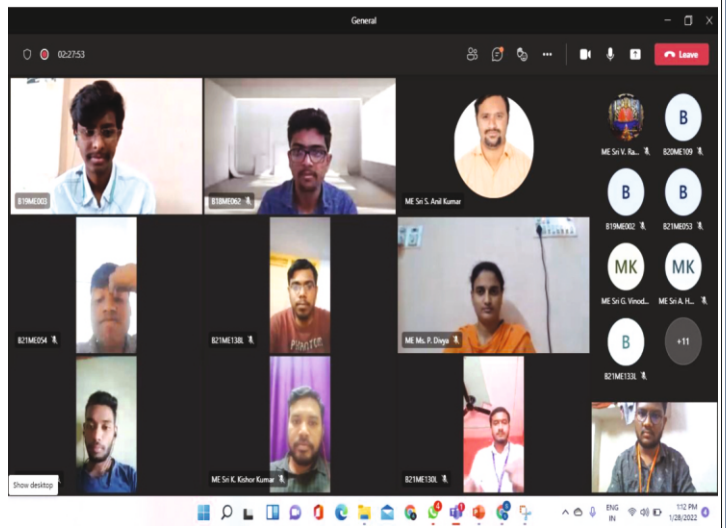 General
02:27:53
Leave
B19ME003
B18ME062
ME Sri S. Anil Kumar
ME Sri V. Ra...
B20ME109
B19ME002
B21ME053
MK
MK
ME Sri G. Vinod...
ME Sri A. H...
B
B
B
B
B21ME133L
+11
B21ME054
B21ME138L
PHANTOM
ME Ms. P. Divya
ME Sri K. Kishor Kumar
B21ME130L
Show desktop
ENG
IN
1:12 PM
1/28/2022